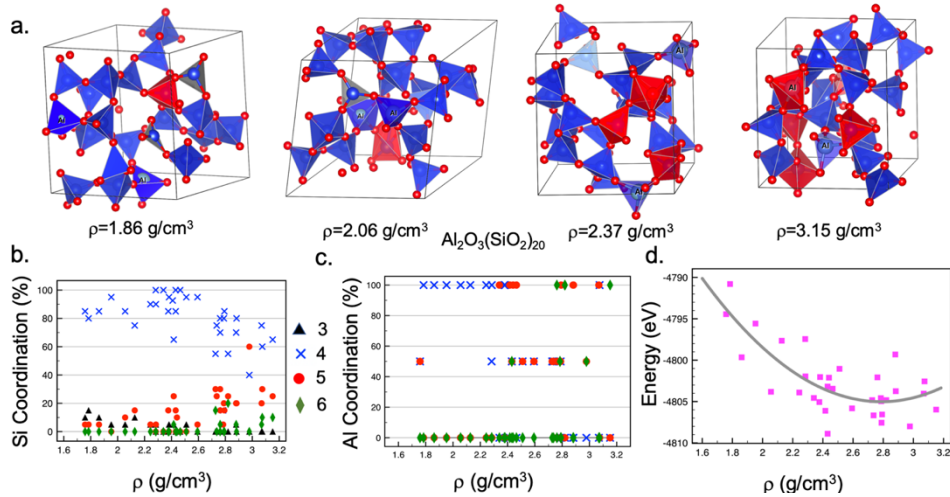 a.
Al
Al
Al
Al
Al
Al
Al
Al
ρ=1.86 g/cm³
ρ=2.06 g/cm³
Al₂O₃(SiO₂)₂₀
ρ=2.37 g/cm³
ρ=3.15 g/cm³
b.
c.
d.
Si Coordination (%)
100
80
60
40
20
0
1.6 1.8 2 2.2 2.4 2.6 2.8 3 3.2
ρ (g/cm³)
3
4
5
6
Al Coordination (%)
100
80
60
40
20
0
1.6 1.8 2 2.2 2.4 2.6 2.8 3 3.2
ρ (g/cm³)
Energy (eV)
-4790
-4795
-4800
-4805
-4810
1.6 1.8 2 2.2 2.4 2.6 2.8 3 3.2
ρ (g/cm³)